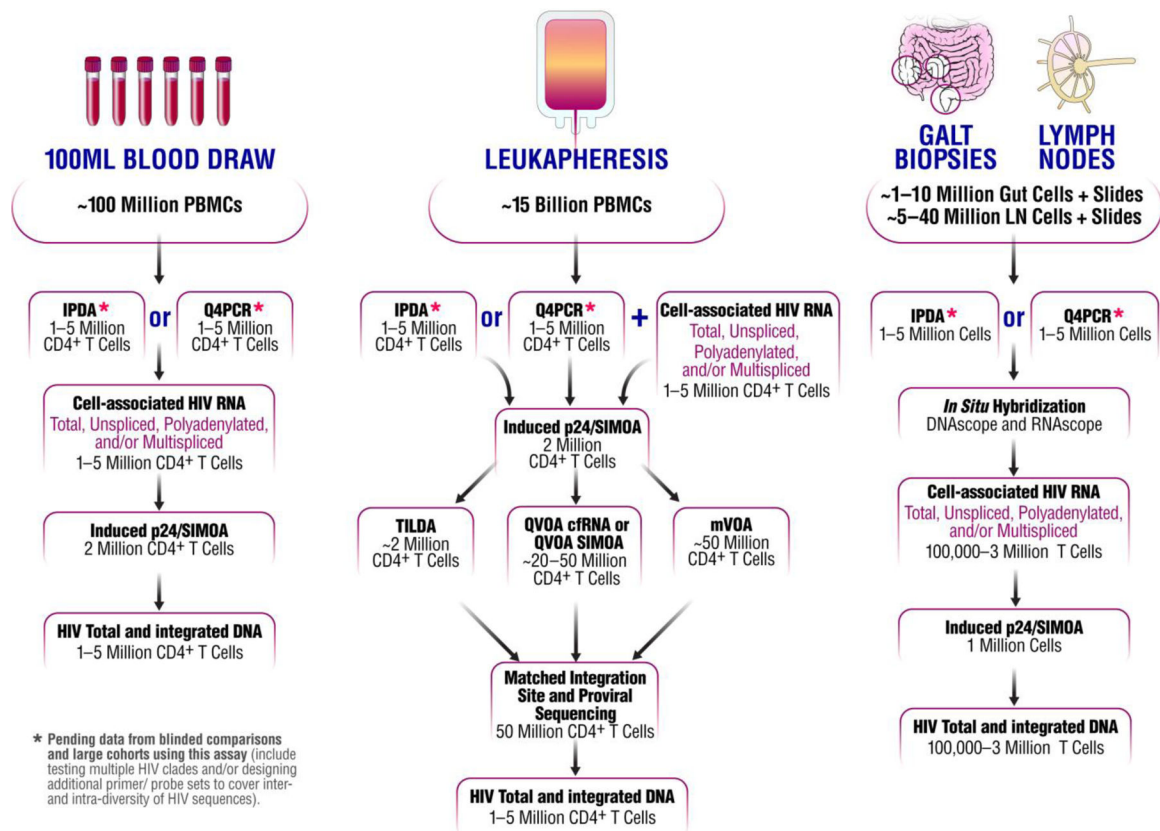 100ML BLOOD DRAW
~100 Million PBMCs
IPDA*
1–5 Million
CD4+ T Cells
or
Q4PCR*
1–5 Million
CD4+ T Cells
Cell-associated HIV RNA
Total, Unspliced, Polyadenylated,
and/or Multispliced
1–5 Million CD4+ T Cells
Induced p24/SIMOA
2 Million CD4+ T Cells
HIV Total and integrated DNA
1–5 Million CD4+ T Cells
* Pending data from blinded comparisons
and large cohorts using this assay (include
testing multiple HIV clades and/or designing
additional primer/ probe sets to cover inter-
and intra-diversity of HIV sequences).
LEUKAPHERESIS
~15 Billion PBMCs
IPDA*
1–5 Million
CD4+ T Cells
or
Q4PCR*
1–5 Million
CD4+ T Cells
+
Cell-associated HIV RNA
Total, Unspliced,
Polyadenylated,
and/or Multispliced
1–5 Million CD4+ T Cells
Induced p24/SIMOA
2 Million
CD4+ T Cells
TILDA
~2 Million
CD4+ T Cells
QVOA cfRNA or
QVOA SIMOA
~20–50 Million
CD4+ T Cells
mVOA
~50 Million
CD4+ T Cells
Matched Integration
Site and Proviral
Sequencing
50 Million CD4+ T Cells
HIV Total and integrated DNA
1–5 Million CD4+ T Cells
GALT
BIOPSIES
LYMPH
NODES
~1–10 Million Gut Cells + Slides
~5–40 Million LN Cells + Slides
IPDA*
1–5 Million Cells
or
Q4PCR*
1–5 Million Cells
In Situ Hybridization
DNAscope and RNAscope
Cell-associated HIV RNA
Total, Unspliced, Polyadenylated,
and/or Multispliced
100,000–3 Million T Cells
Induced p24/SIMOA
1 Million Cells
HIV Total and integrated DNA
100,000–3 Million T Cells